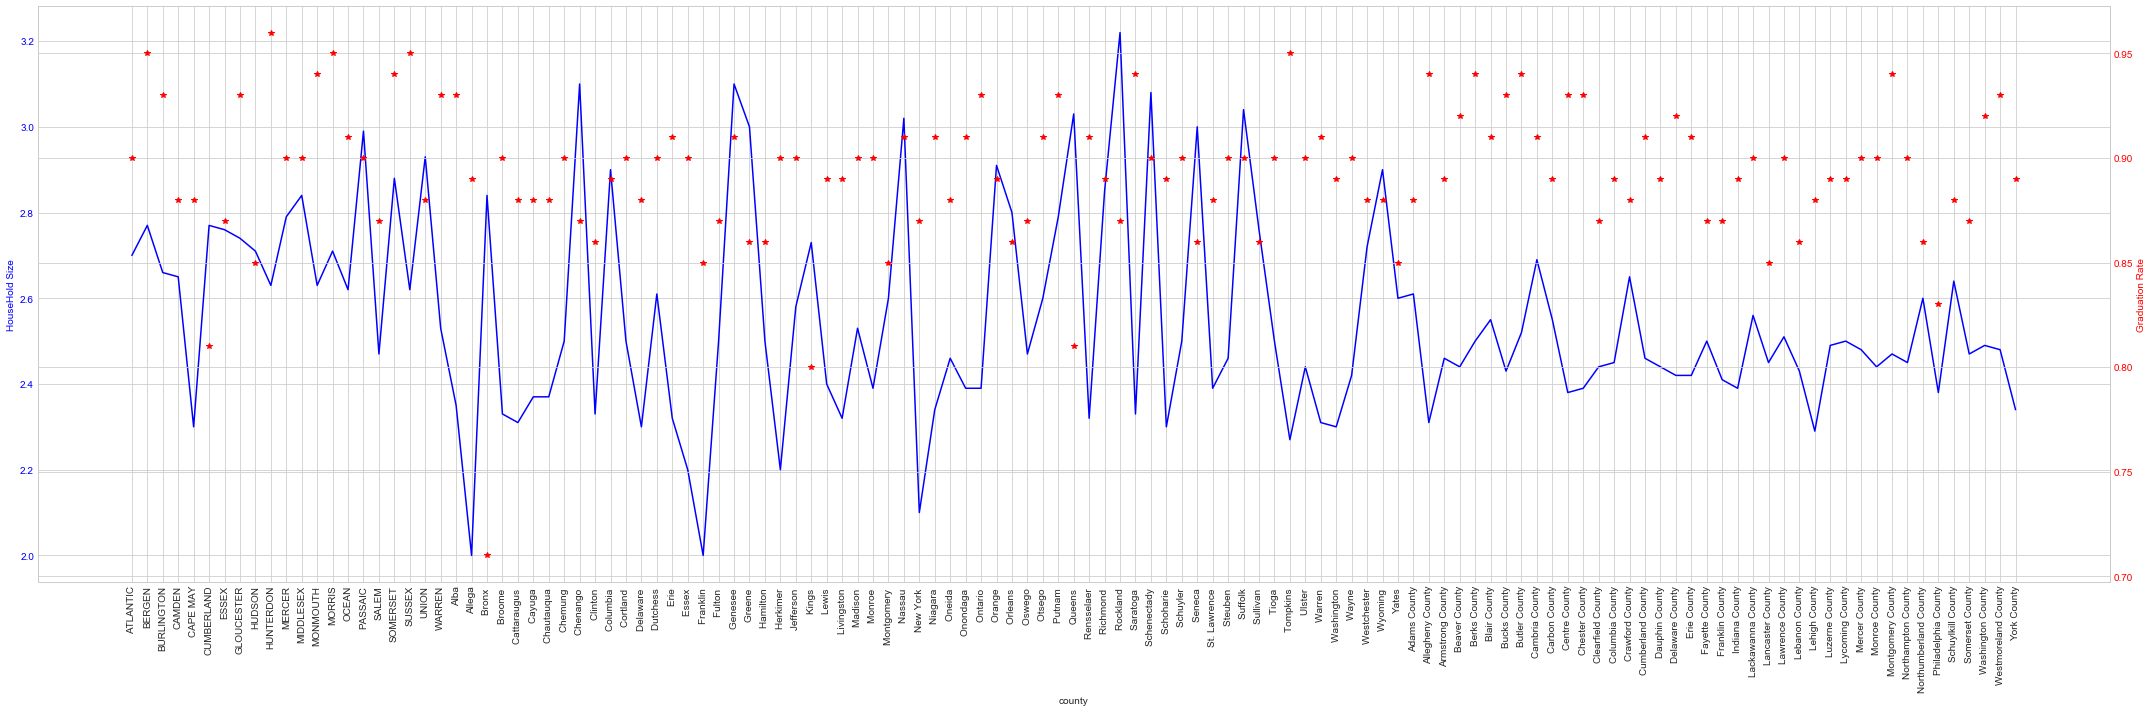 3.2
3.0
2.8
2.6
2.4
2.2
2.0
HouseHold Size
0.95
0.90
0.85
0.80
0.75
0.70
Graduation Rate
ATLANTIC
BERGEN
BURLINGTON
CAMDEN
CAPE MAY
CUMBERLAND
ESSEX
GLOUCESTER
HUDSON
HUNTERDON
MERCER
MIDDLESEX
MONMOUTH
MORRIS
OCEAN
PASSAIC
SALEM
SOMERSET
SUSSEX
UNION
WARREN
Alba
Allega
Bronx
Broome
Cattaraugus
Cayuga
Chautauqua
Chemung
Chenango
Clinton
Columbia
Cortland
Delaware
Dutchess
Erie
Essex
Franklin
Fulton
Genesee
Greene
Hamilton
Herkimer
Jefferson
Kings
Lewis
Livingston
Madison
Monroe
Montgomery
Nassau
New York
Niagara
Oneida
Onondaga
Ontario
Orange
Orleans
Oswego
Otsego
Putnam
Queens
Rensselaer
Richmond
Rockland
Saratoga
Schenectady
Schoharie
Schuyler
Seneca
St. Lawrence
Steuben
Suffolk
Sullivan
Tioga
Tompkins
Ulster
Warren
Washington
Wayne
Westchester
Wyoming
Yates
Adams County
Allegheny County
Armstrong County
Beaver County
Berks County
Blair County
Bucks County
Butler County
Cambria County
Carbon County
Centre County
Chester County
Clearfield County
Columbia County
Crawford County
Cumberland County
Dauphin County
Delaware County
Erie County
Fayette County
Franklin County
Indiana County
Lackawanna County
Lancaster County
Lawrence County
Lebanon County
Lehigh County
Luzerne County
Lycoming County
Mercer County
Monroe County
Montgomery County
Northampton County
Northumberland County
Philadelphia County
Schuylkill County
Somerset County
Washington County
Westmoreland County
York County
county